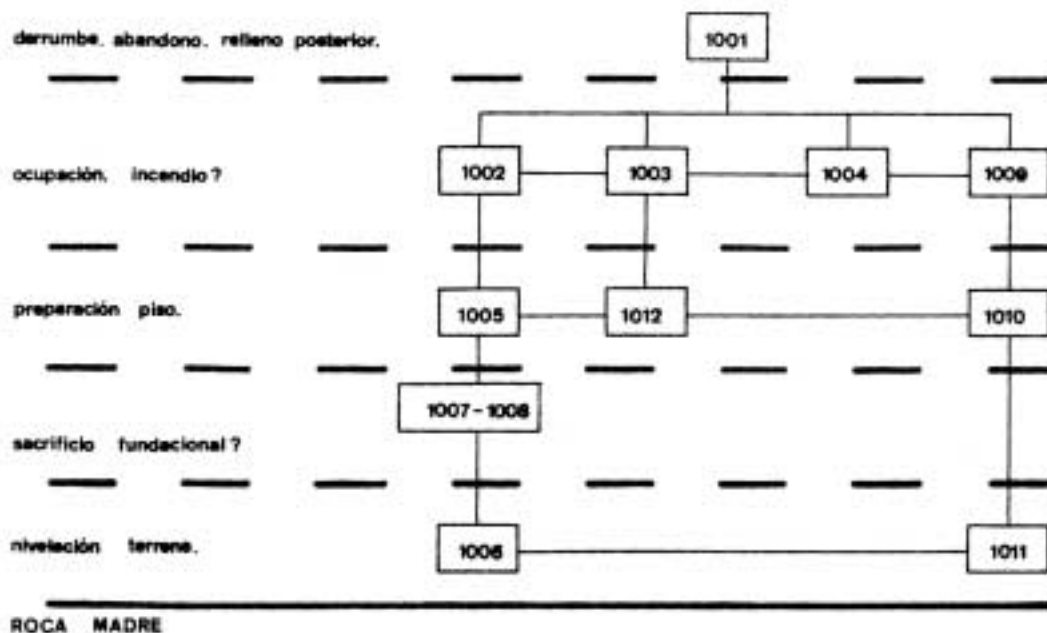 derrumbe. abandono. relleno posterior.
1001
ocupación. incendio?
1002 1003 1004 1009
preparación piso.
1005 1012 1010
1007-1008
sacrificio fundacional?
nivelación terreno.
1006 1011
ROCA MADRE